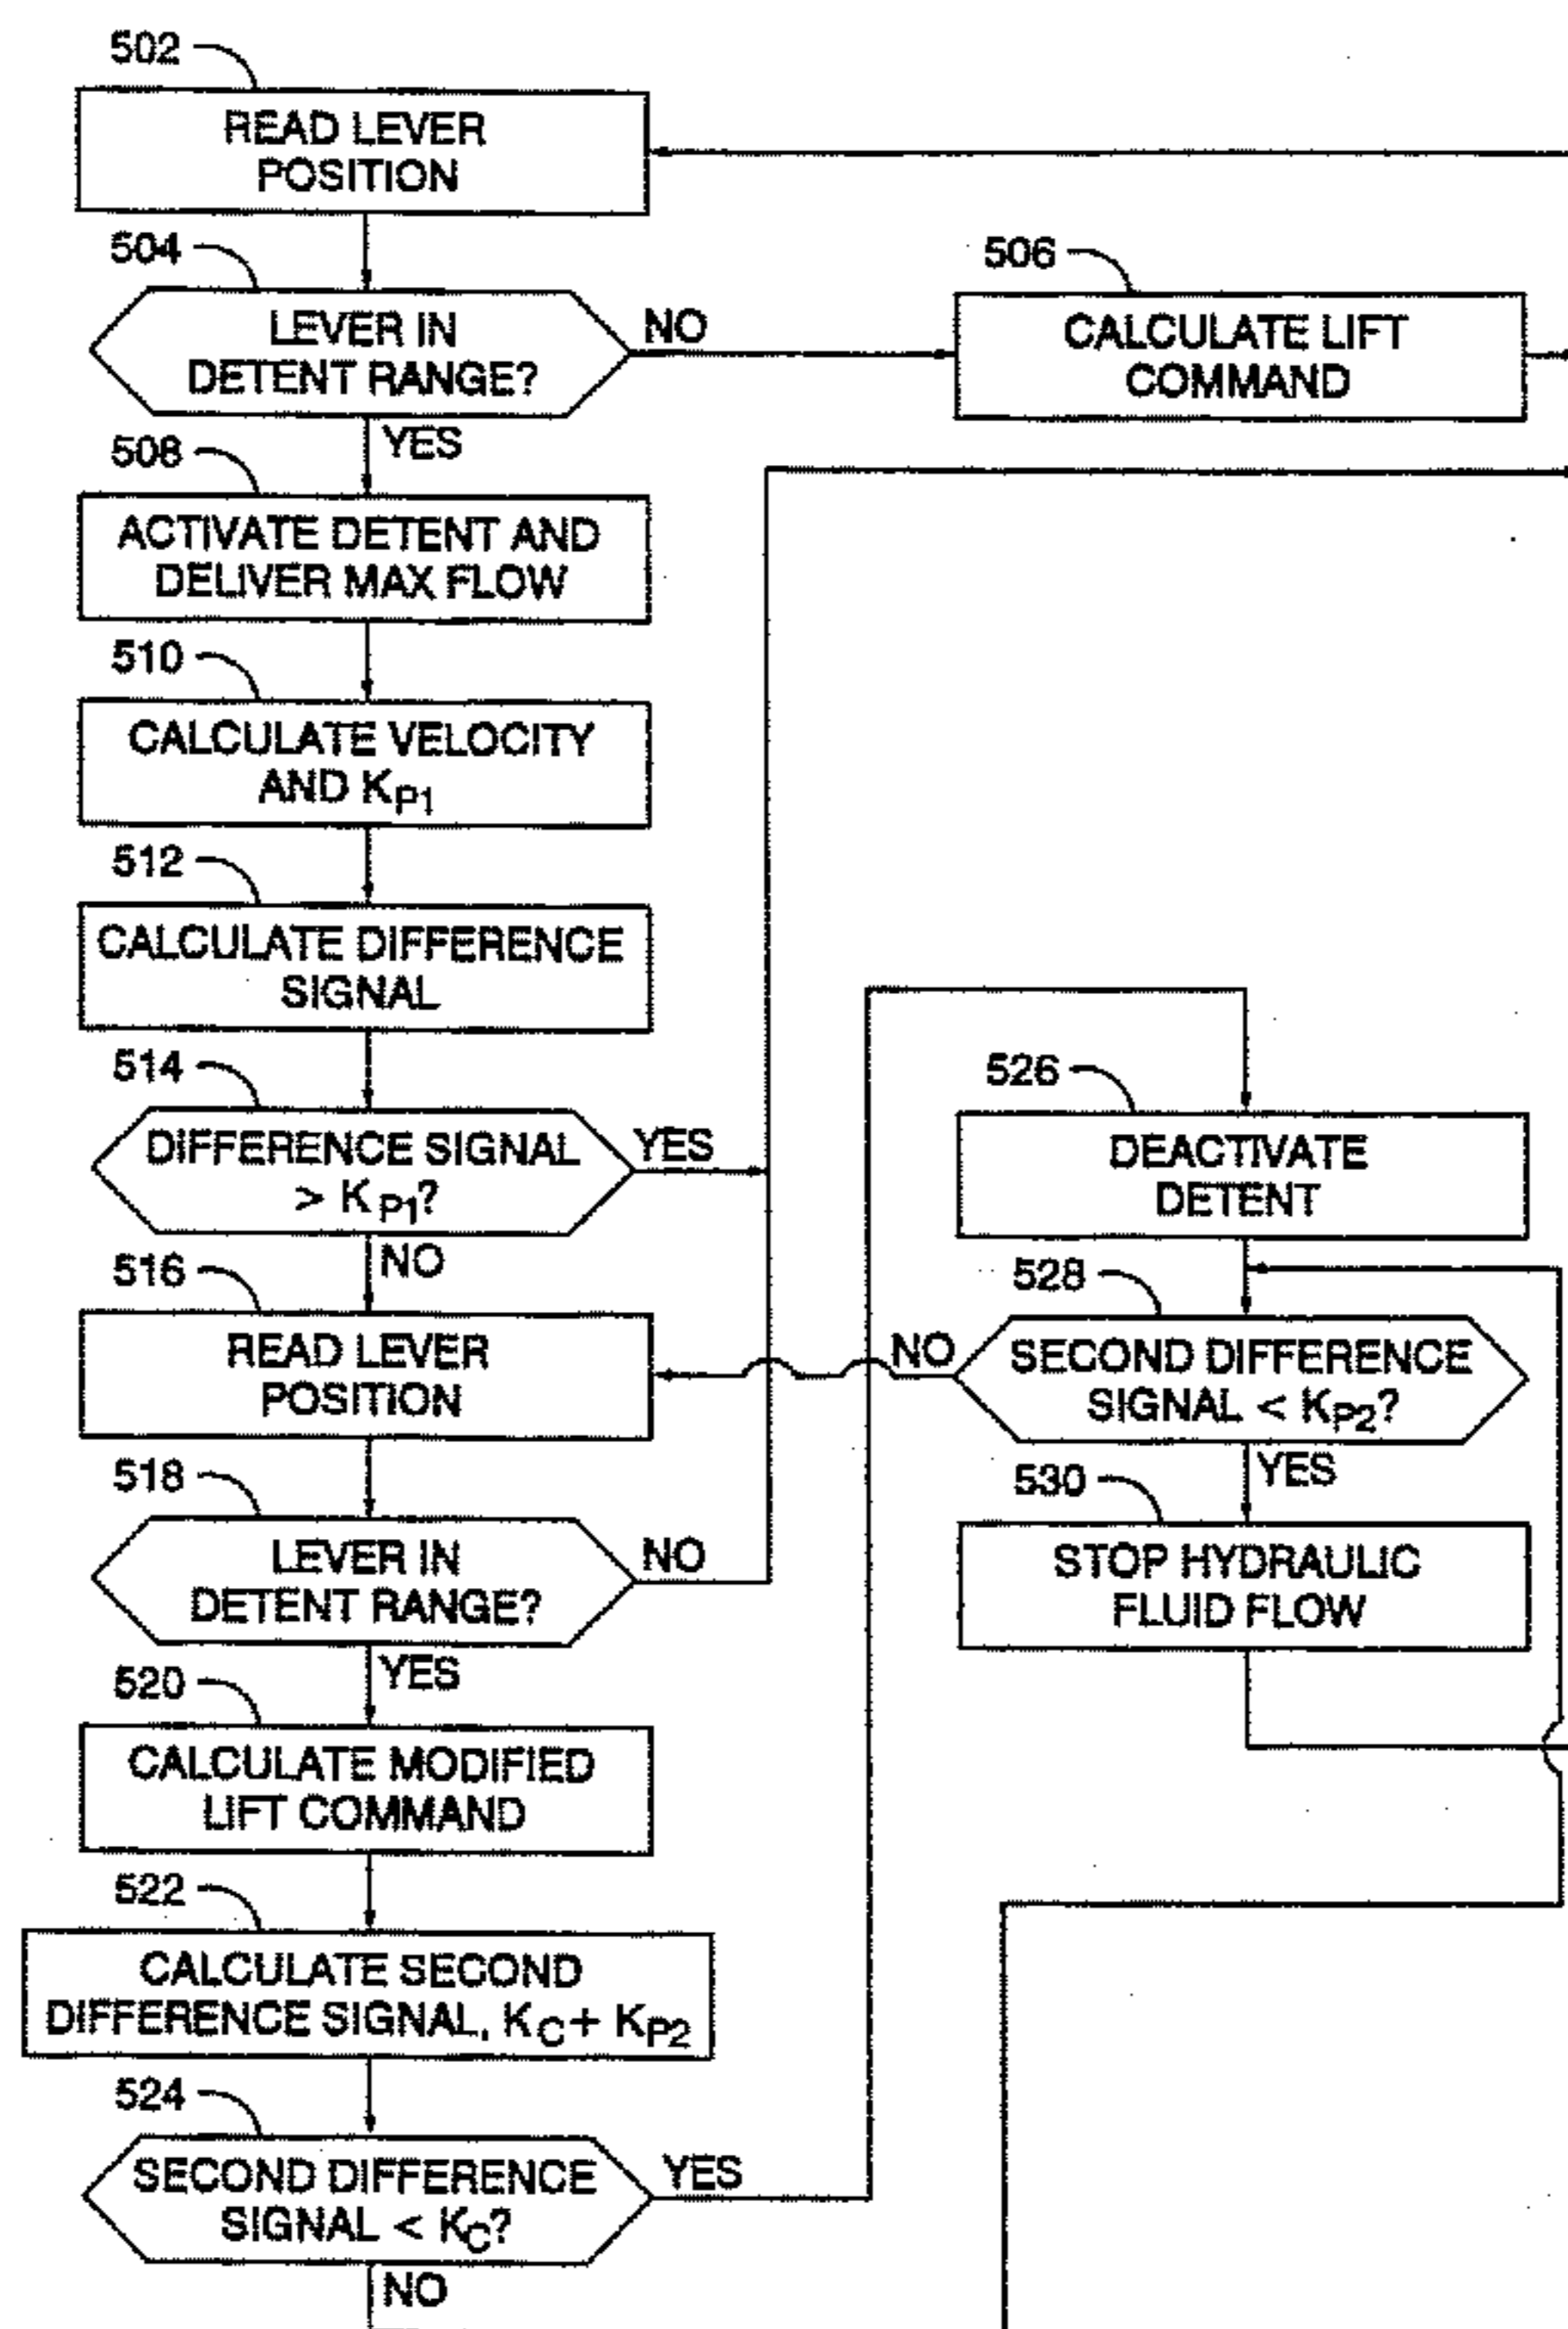 502
READ LEVER
POSITION
504
LEVER IN
DETENT RANGE?
NO
YES
506
CALCULATE LIFT
COMMAND
508
ACTIVATE DETENT AND
DELIVER MAX FLOW
510
CALCULATE VELOCITY
AND KP1
512
CALCULATE DIFFERENCE
SIGNAL
514
DIFFERENCE SIGNAL
> KP1?
YES
NO
516
READ LEVER
POSITION
518
LEVER IN
DETENT RANGE?
NO
YES
520
CALCULATE MODIFIED
LIFT COMMAND
522
CALCULATE SECOND
DIFFERENCE SIGNAL, KC + KP2
524
SECOND DIFFERENCE
SIGNAL < KC?
YES
NO
526
DEACTIVATE
DETENT
528
NO
SECOND DIFFERENCE
SIGNAL < KP2?
YES
530
STOP HYDRAULIC
FLUID FLOW